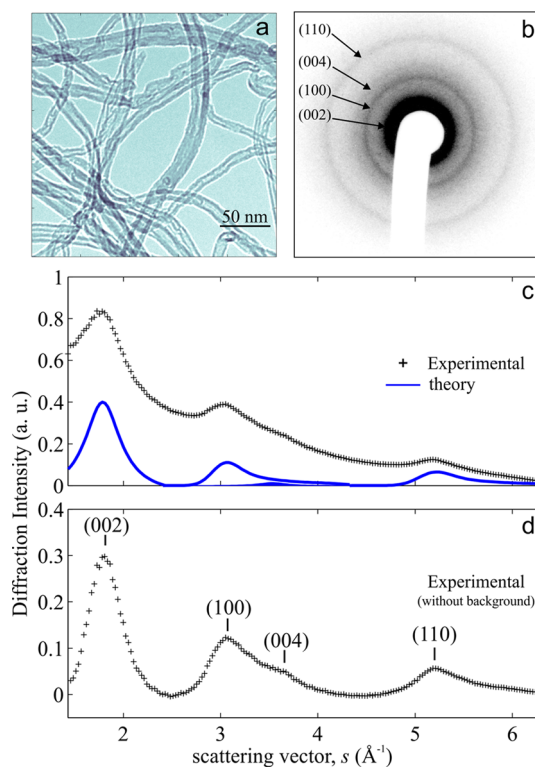 a
50 nm
b
(110)
(004)
(100)
(002)
c
1
0.8
0.6
0.4
0.2
0
+ Experimental
theory
Diffraction Intensity (a. u.)
d
0.4
0.3
0.2
0.1
0
(002)
(100)
(004)
(110)
Experimental
(without background)
2 3 4 5 6
scattering vector, s (Å⁻¹)